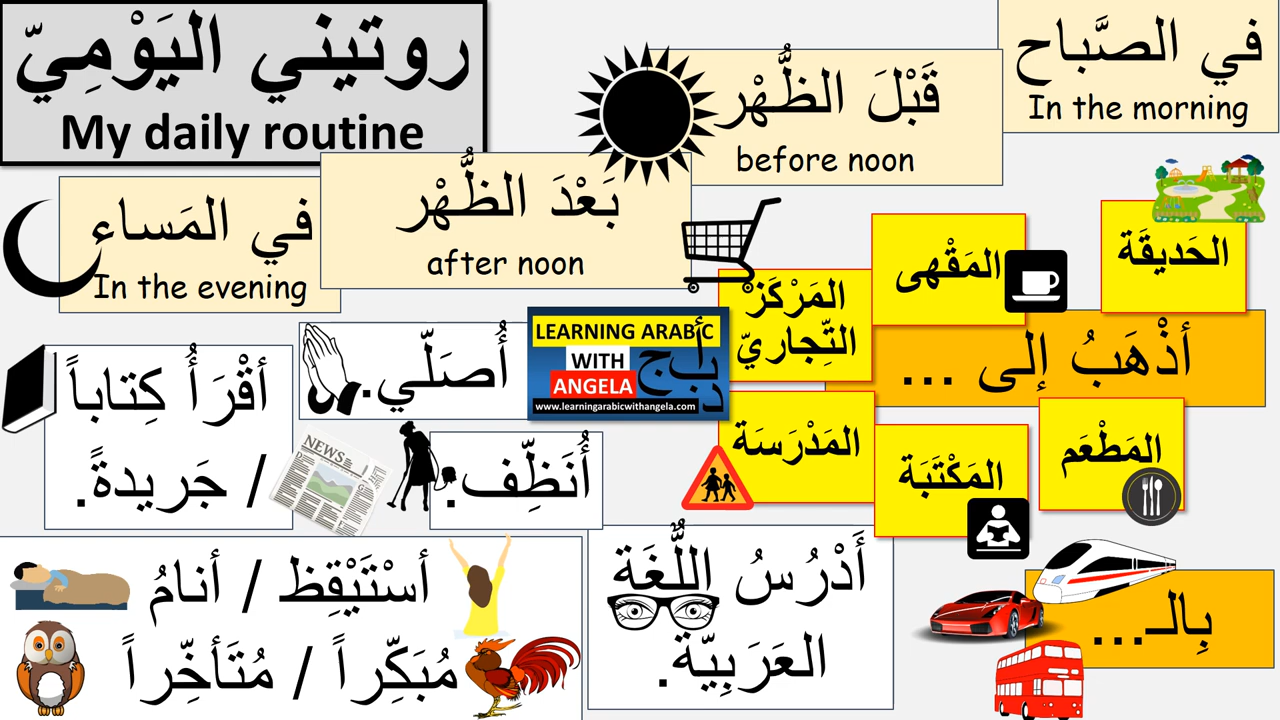 روتيني اليَوْمِيّ
My daily routine
في الصَّباح
In the morning
قَبْلَ الظُّهْر
before noon
بَعْدَ الظُّهْر
after noon
في المَساء
In the evening
الحَديقَة
المَقْهى
المَرْكَز
التِّجاريّ
أذْهَبُ إلى ...
المَطْعَم
المَكْتَبَة
المَدْرَسَة
بِالـ...
LEARNING ARABIC
WITH
ANGELA
أ ب ج د
www.learningarabicwithangela.com
أُصَلّي.
أقْرَأُ كِتاباً
/ جَريدةً.
NEWS
أُنَظِّف.
أسْتَيْقِظ / أنامُ
مُبَكِّراً / مُتَأخِّراً
أَدْرُسُ اللُّغَة
العَرَبِيّة.